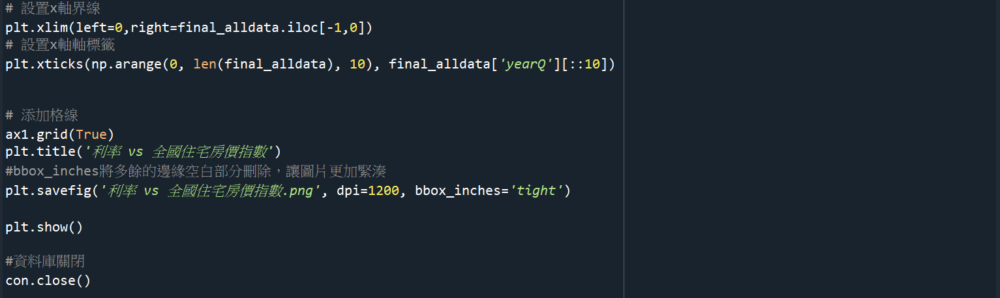 # 設置x軸界線
plt.xlim(left=0,right=final_alldata.iloc[-1,0])
# 設置x軸軸標籤
plt.xticks(np.arange(0, len(final_alldata), 10), final_alldata['yearQ'][::10])
# 添加格線
ax1.grid(True)
plt.title('利率 vs 全國住宅房價指數')
#bbox_inches將多餘的邊緣空白部分刪除，讓圖片更加緊湊
plt.savefig('利率 vs 全國住宅房價指數.png', dpi=1200, bbox_inches='tight')
plt.show()
#資料庫關閉
con.close()